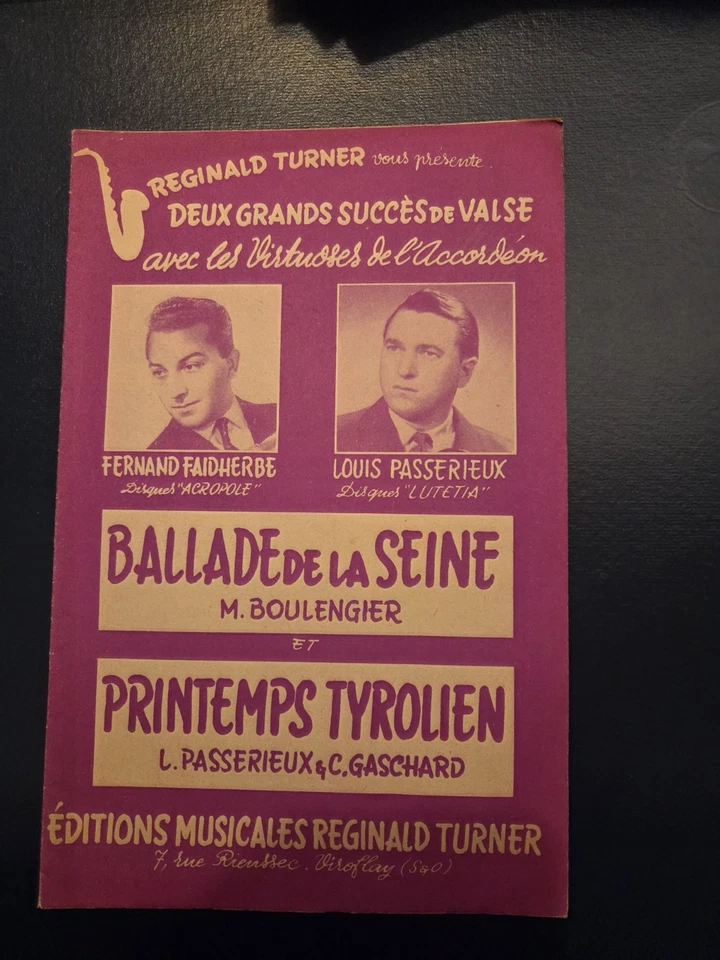 REGINALD TURNER vous présente
DEUX GRANDS SUCCÈS DE VALSE
avec les Virtuoses de l'Accordéon
FERNAND FAIDHERBE
Disques "ACROPOLE"
LOUIS PASSERIEUX
Disques "LUTETIA"
BALLADE DE LA SEINE
M. BOULENGIER
ET
PRINTEMPS TYROLIEN
L. PASSERIEUX & C. GASCHARD
ÉDITIONS MUSICALES REGINALD TURNER
7, rue Rieussec. Viroflay (S&O)